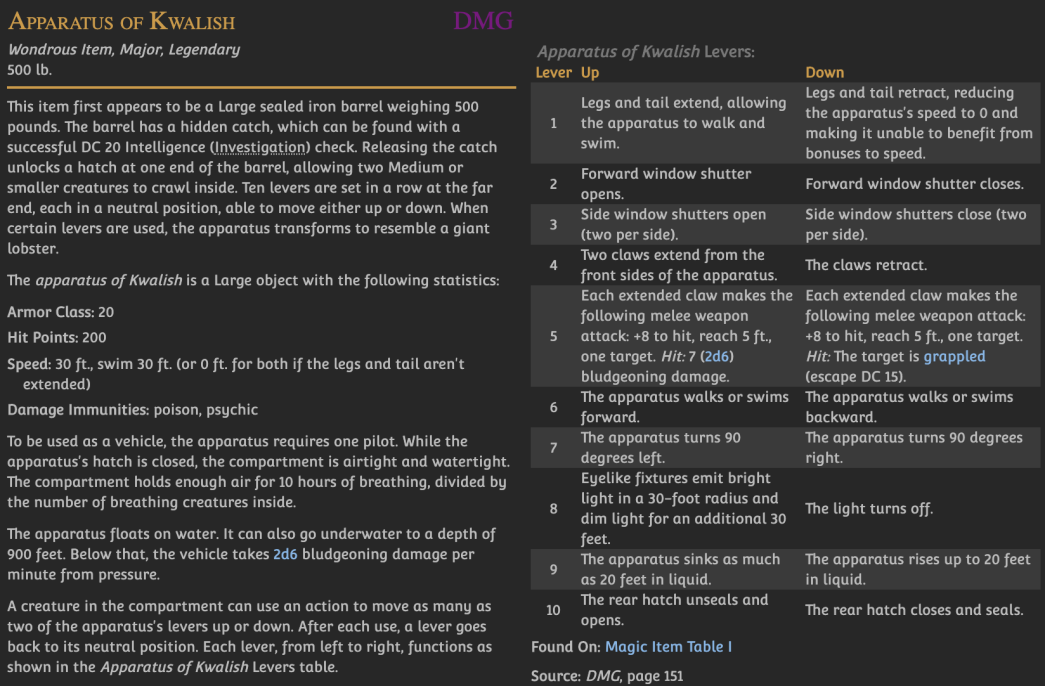 Apparatus of Kwalish
DMG
Wondrous Item, Major, Legendary
500 lb.
This item first appears to be a Large sealed iron barrel weighing 500
pounds. The barrel has a hidden catch, which can be found with a
successful DC 20 Intelligence (Investigation) check. Releasing the catch
unlocks a hatch at one end of the barrel, allowing two Medium or
smaller creatures to crawl inside. Ten levers are set in a row at the far
end, each in a neutral position, able to move either up or down. When
certain levers are used, the apparatus transforms to resemble a giant
lobster.
The apparatus of Kwalish is a Large object with the following statistics:
Armor Class: 20
Hit Points: 200
Speed: 30 ft., swim 30 ft. (or 0 ft. for both if the legs and tail aren't
extended)
Damage Immunities: poison, psychic
To be used as a vehicle, the apparatus requires one pilot. While the
apparatus's hatch is closed, the compartment is airtight and watertight.
The compartment holds enough air for 10 hours of breathing, divided by
the number of breathing creatures inside.
The apparatus floats on water. It can also go underwater to a depth of
900 feet. Below that, the vehicle takes 2d6 bludgeoning damage per
minute from pressure.
A creature in the compartment can use an action to move as many as
two of the apparatus's levers up or down. After each use, a lever goes
back to its neutral position. Each lever, from left to right, functions as
shown in the Apparatus of Kwalish Levers table.
Apparatus of Kwalish Levers:
Lever Up Down
1
Legs and tail extend, allowing
the apparatus to walk and
swim.
Legs and tail retract, reducing
the apparatus's speed to 0 and
making it unable to benefit from
bonuses to speed.
2
Forward window shutter
opens.
Forward window shutter closes.
3
Side window shutters open
(two per side).
Side window shutters close (two
per side).
4
Two claws extend from the
front sides of the apparatus.
The claws retract.
5
Each extended claw makes the
following melee weapon
attack: +8 to hit, reach 5 ft.,
one target. Hit: 7 (2d6)
bludgeoning damage.
Each extended claw makes the
following melee weapon attack:
+8 to hit, reach 5 ft., one target.
Hit: The target is grappled
(escape DC 15).
6
The apparatus walks or swims
forward.
The apparatus walks or swims
backward.
7
The apparatus turns 90
degrees left.
The apparatus turns 90 degrees
right.
8
Eyelike fixtures emit bright
light in a 30-foot radius and
dim light for an additional 30
feet.
The light turns off.
9
The apparatus sinks as much
as 20 feet in liquid.
The apparatus rises up to 20 feet
in liquid.
10
The rear hatch unseals and
opens.
The rear hatch closes and seals.
Found On: Magic Item Table I
Source: DMG, page 151